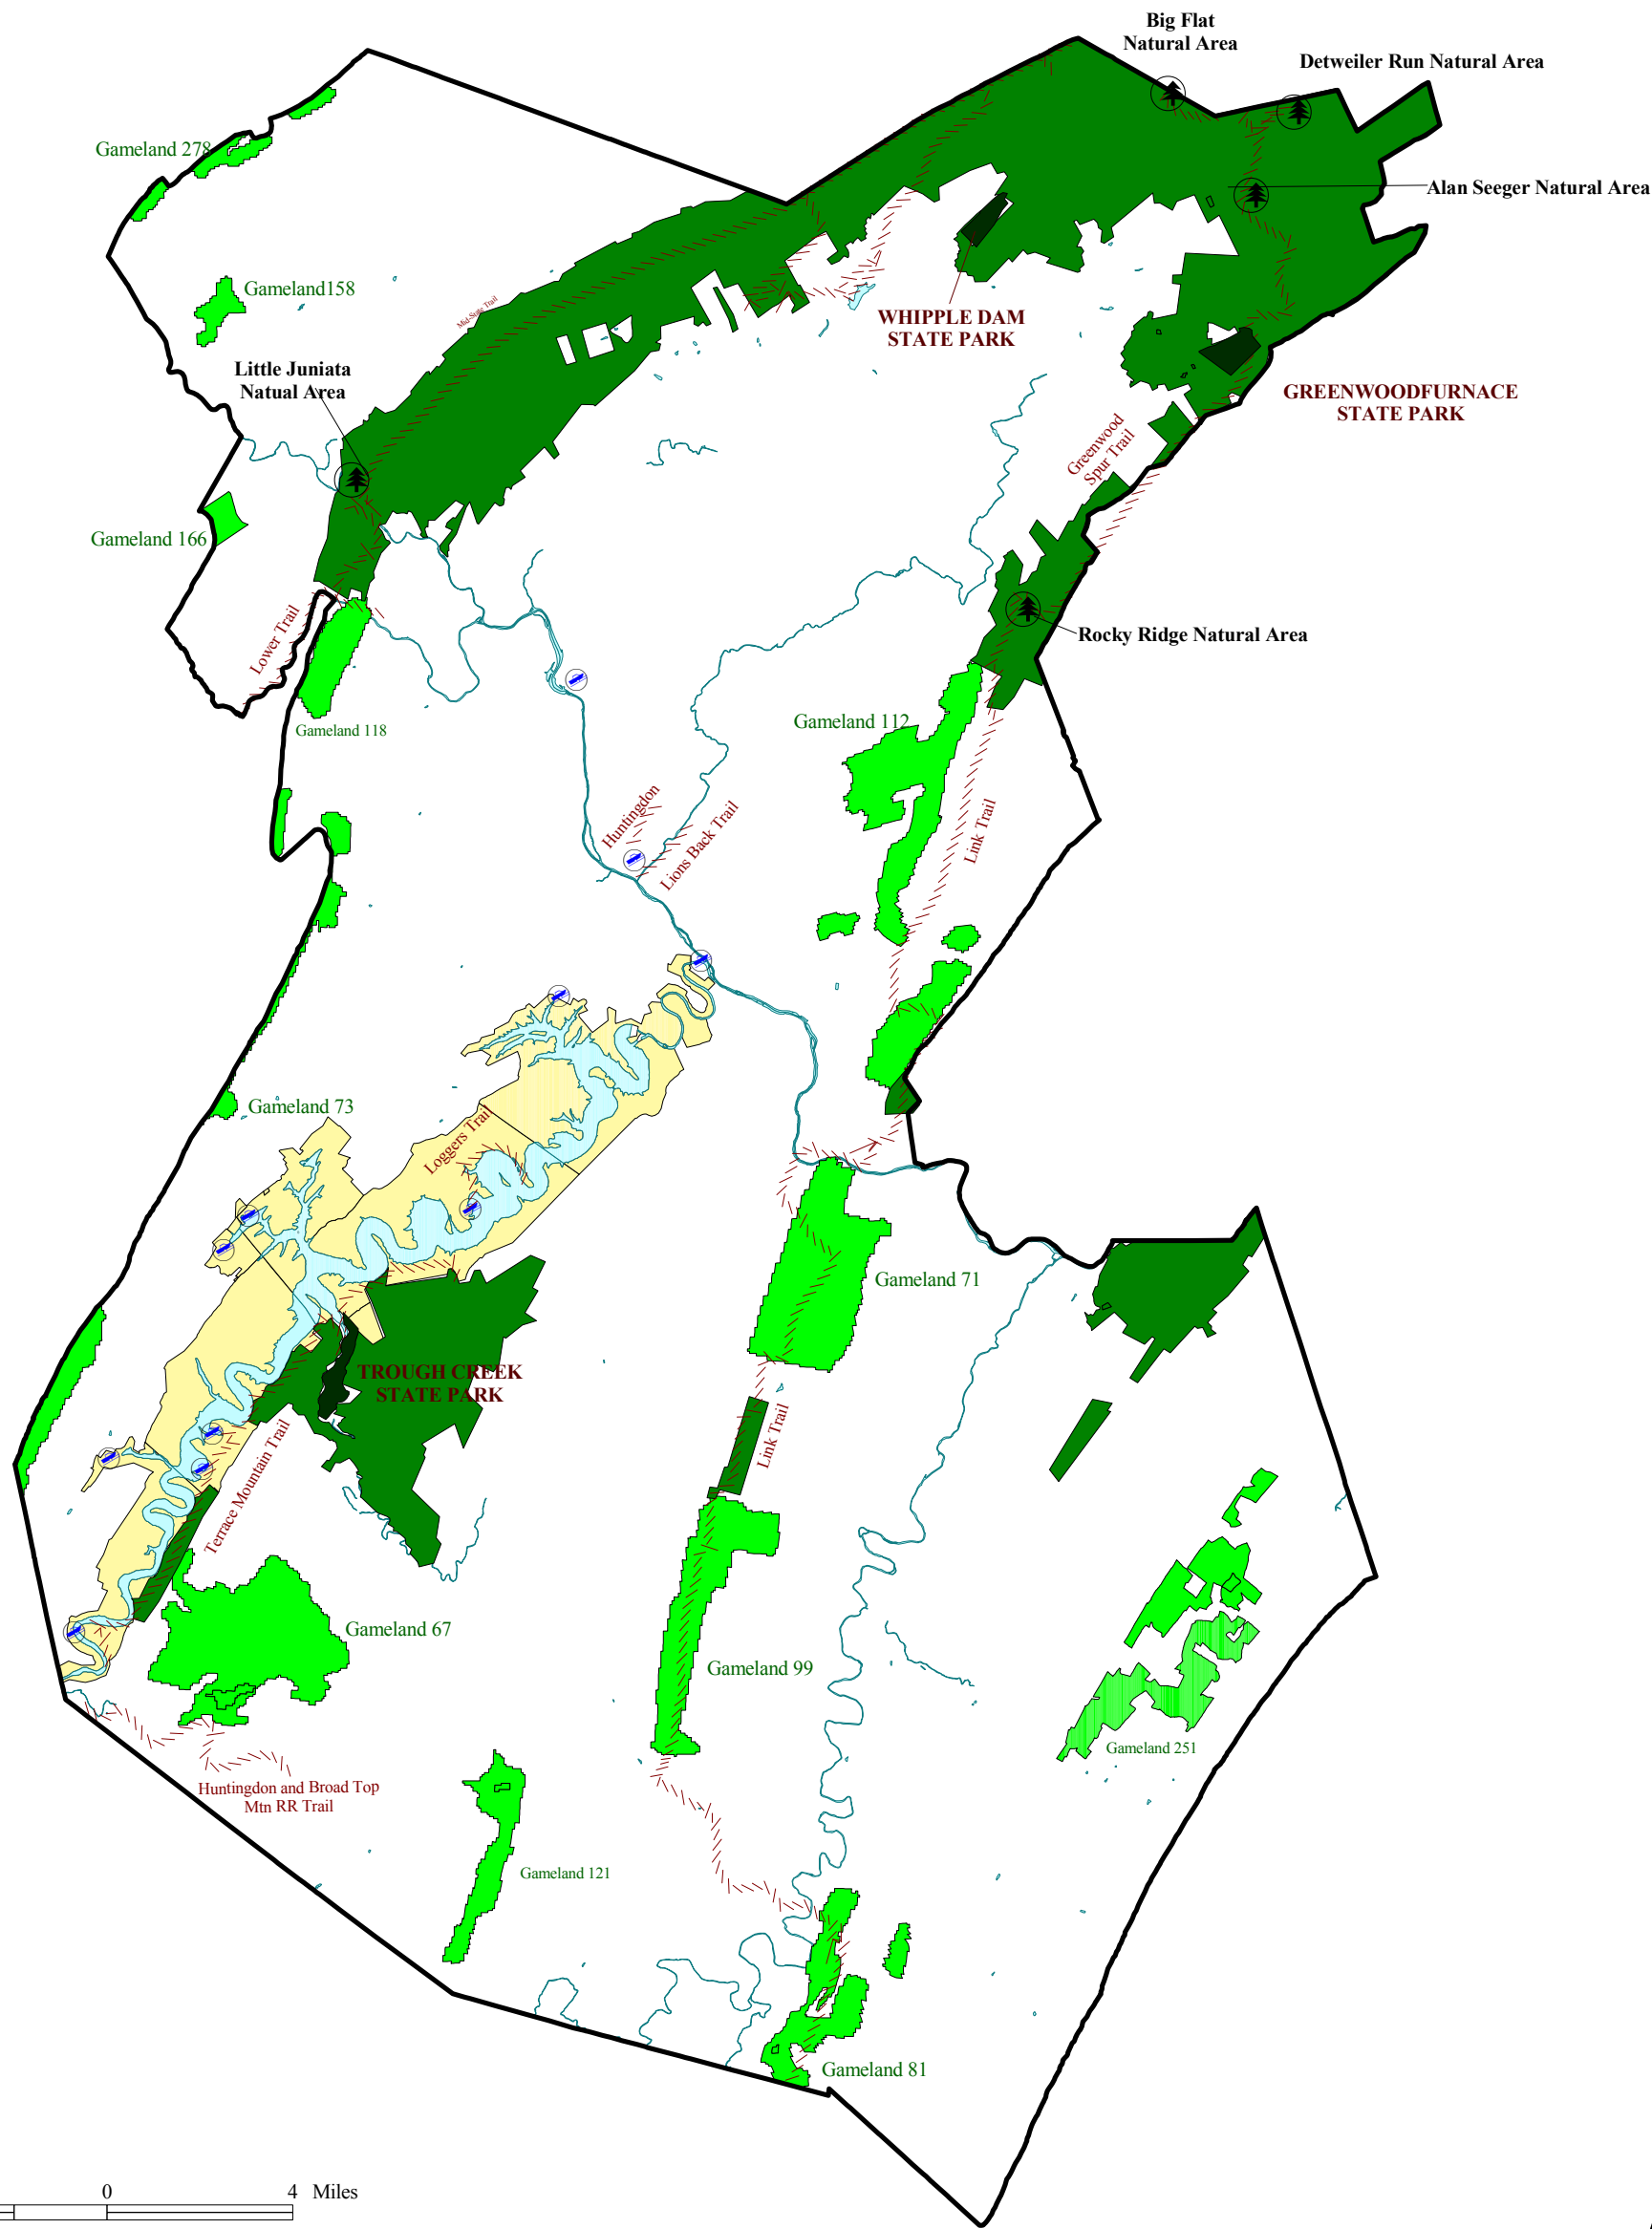 Big Flat
Natural Area
Detweiler Run Natural Area
Gameland 278
Alan Seeger Natural Area
Gameland158
Mid-State Trail
WHIPPLE DAM
STATE PARK
Little Juniata
Natual Area
GREENWOODFURNACE
STATE PARK
Greenwood
Spur Trail
Gameland 166
Lower Trail
Rocky Ridge Natural Area
Gameland 118
Gameland 112
Huntingdon
Lions Back Trail
Link Trail
Gameland 73
Loggers Trail
Gameland 71
TROUGH CREEK
STATE PARK
Link Trail
Terrace Mountain Trail
Gameland 67
Gameland 99
Gameland 251
Huntingdon and Broad Top
Mtn RR Trail
Gameland 121
Gameland 81
0 4 Miles